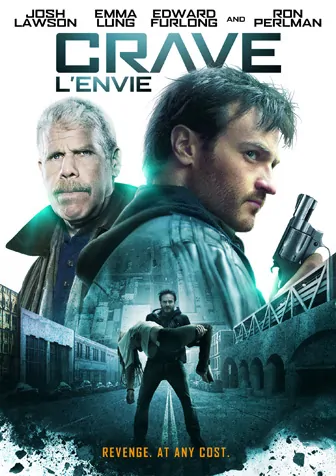 JOSH EMMA EDWARD RON
LAWSON LUNG FURLONG AND PERLMAN
CRAVE
L'ENVIE
REVENGE. AT ANY COST.